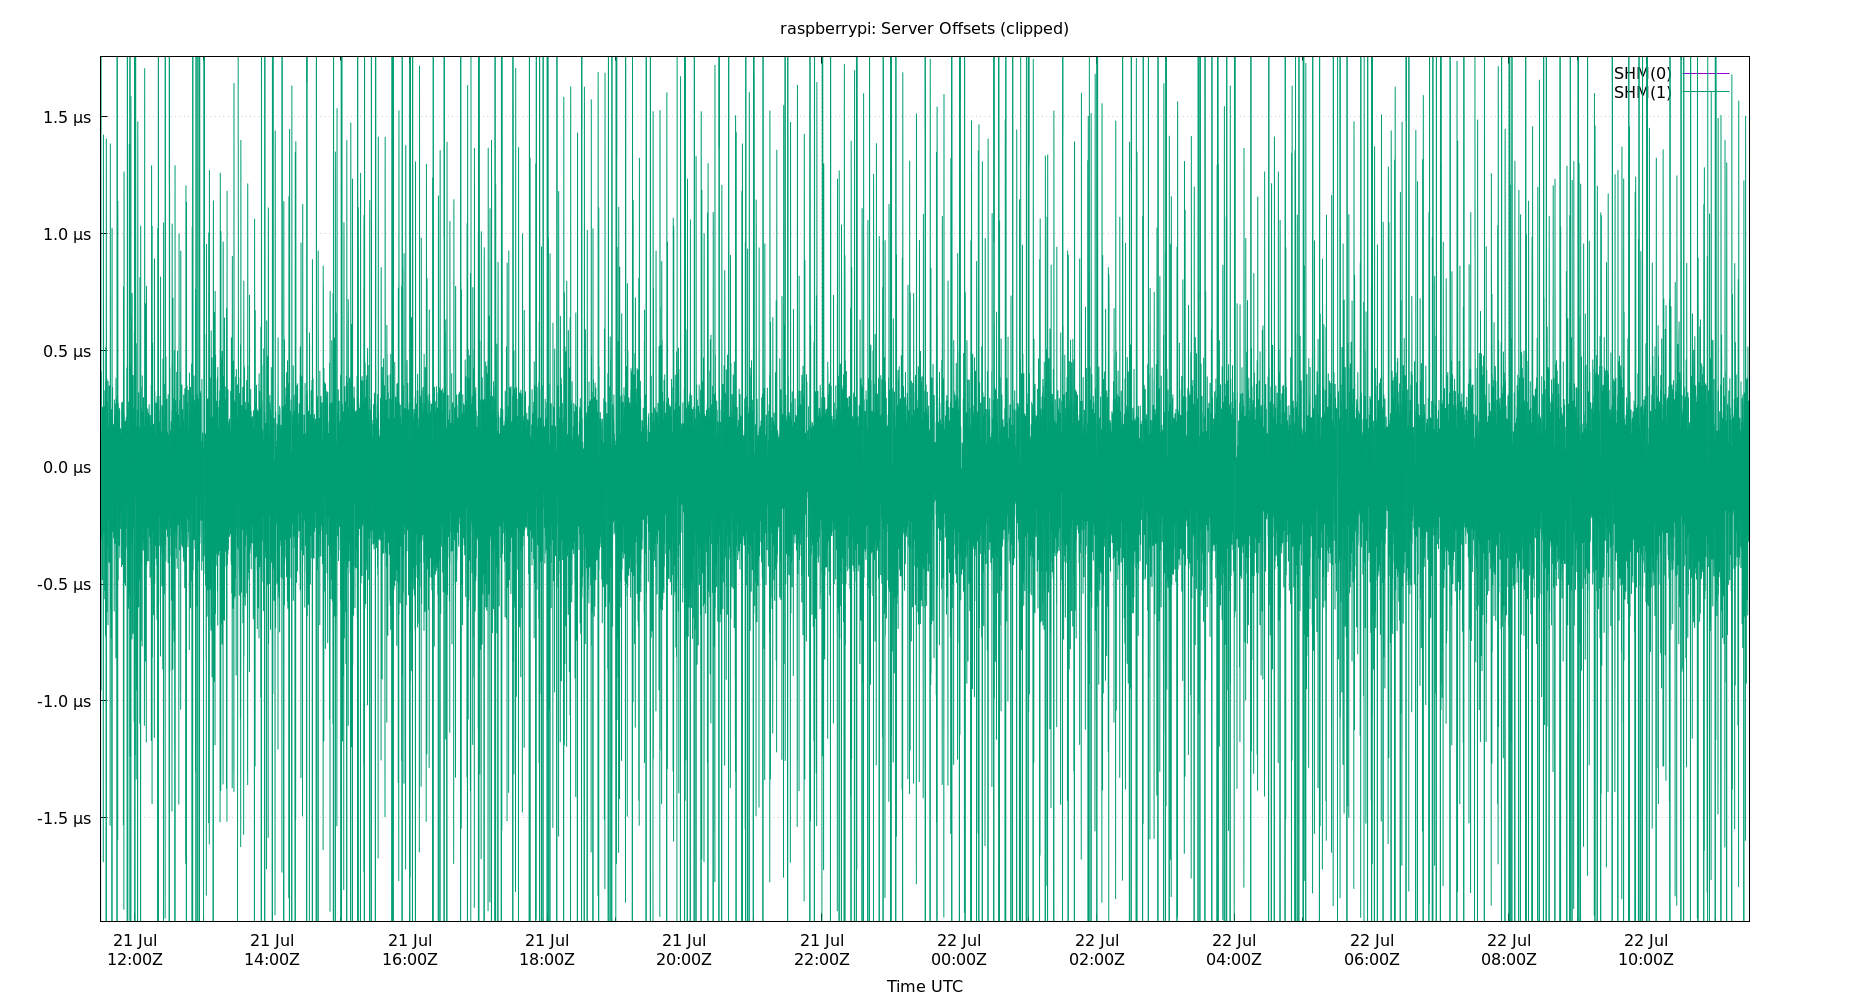 raspberrypi: Server Offsets (clipped)
SHM(0)
SHM(1)
1.5 µs
1.0 µs
0.5 µs
0.0 µs
-0.5 µs
-1.0 µs
-1.5 µs
21 Jul 21 Jul 21 Jul 21 Jul 21 Jul 21 Jul 22 Jul 22 Jul 22 Jul 22 Jul 22 Jul 22 Jul
12:00Z 14:00Z 16:00Z 18:00Z 20:00Z 22:00Z 00:00Z 02:00Z 04:00Z 06:00Z 08:00Z 10:00Z
Time UTC